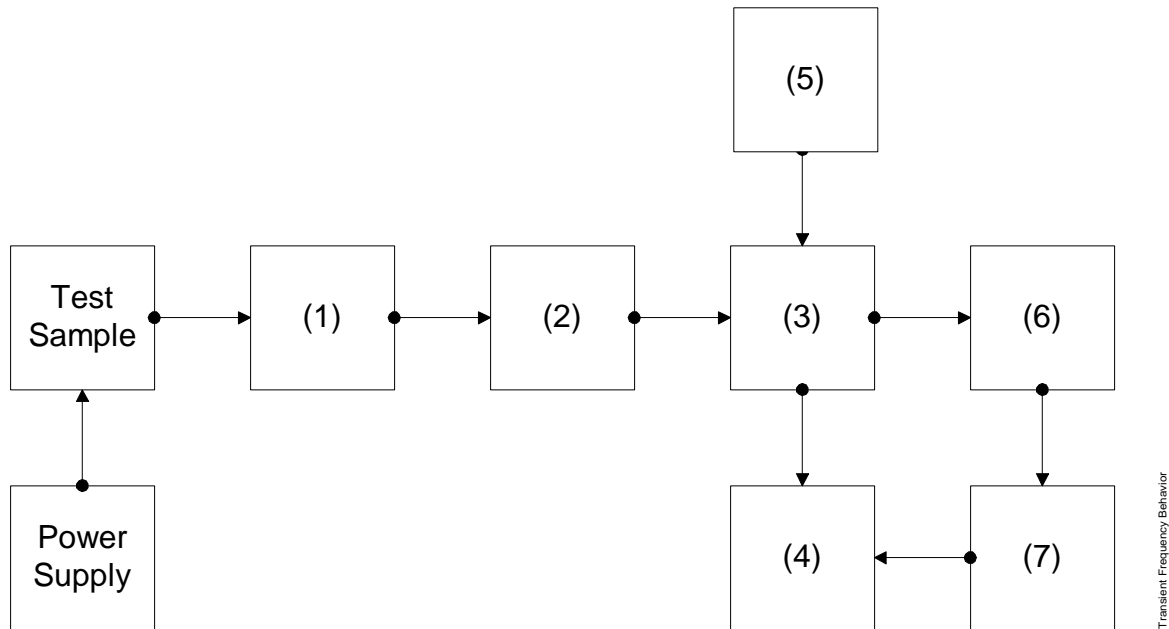 (5)
Test
Sample
(1)
(2)
(3)
(6)
Power
Supply
(4)
(7)
Transient Frequency Behavior